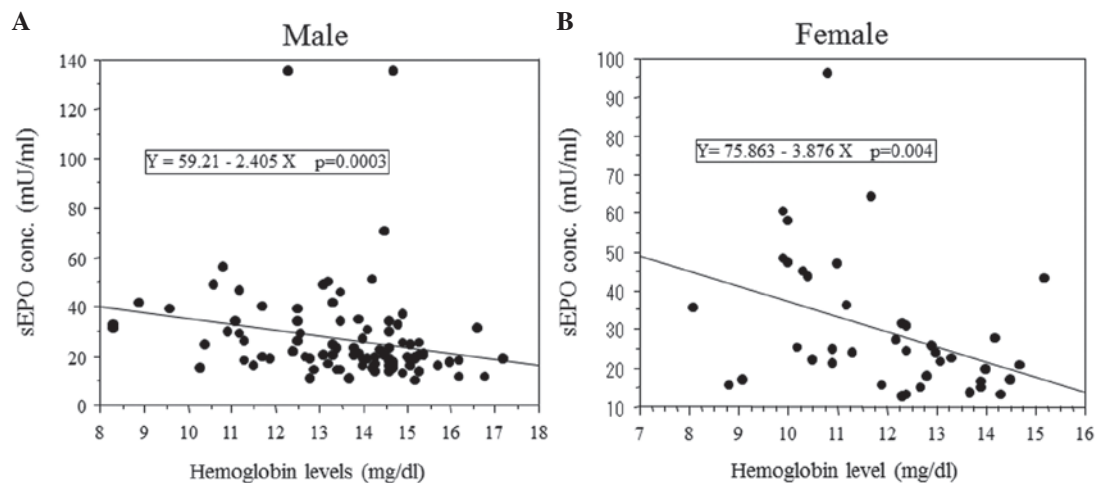 A
Male
sEPO conc. (mU/ml)
140
120
100
80
60
40
20
0
Y = 59.21 - 2.405 X p=0.0003
8 9 10 11 12 13 14 15 16 17 18
Hemoglobin levels (mg/dl)
B
Female
sEPO conc. (mU/ml)
100
90
80
70
60
50
40
30
20
10
Y= 75.863 - 3.876 X p=0.004
7 8 9 10 11 12 13 14 15 16
Hemoglobin level (mg/dl)